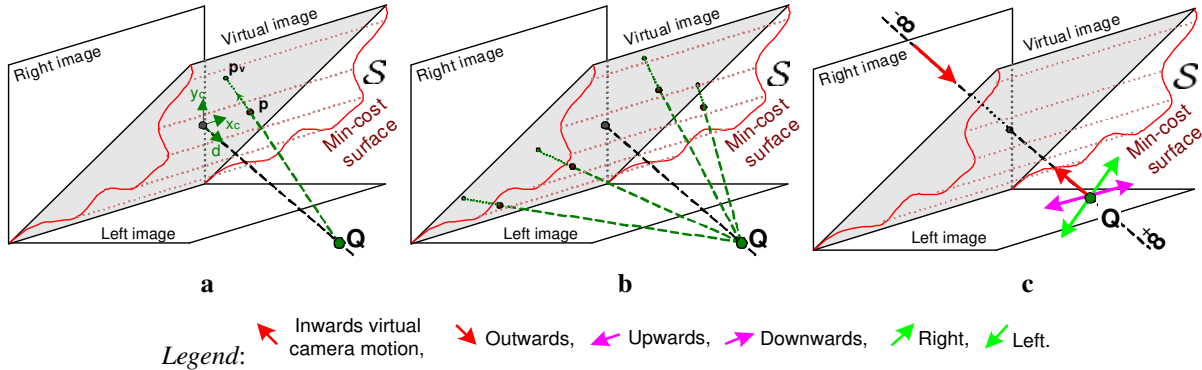 Right image
Virtual image
p_v
p
y_c
x_c
d
S
Min-cost
surface
Left image
Q
a
Right image
Virtual image
S
Min-cost
surface
Left image
Q
b
-∞
Right image
Virtual image
S
Min-cost
surface
Left image
Q
+∞
c
Legend:
Inwards virtual
camera motion,
Outwards,
Upwards,
Downwards,
Right,
Left.